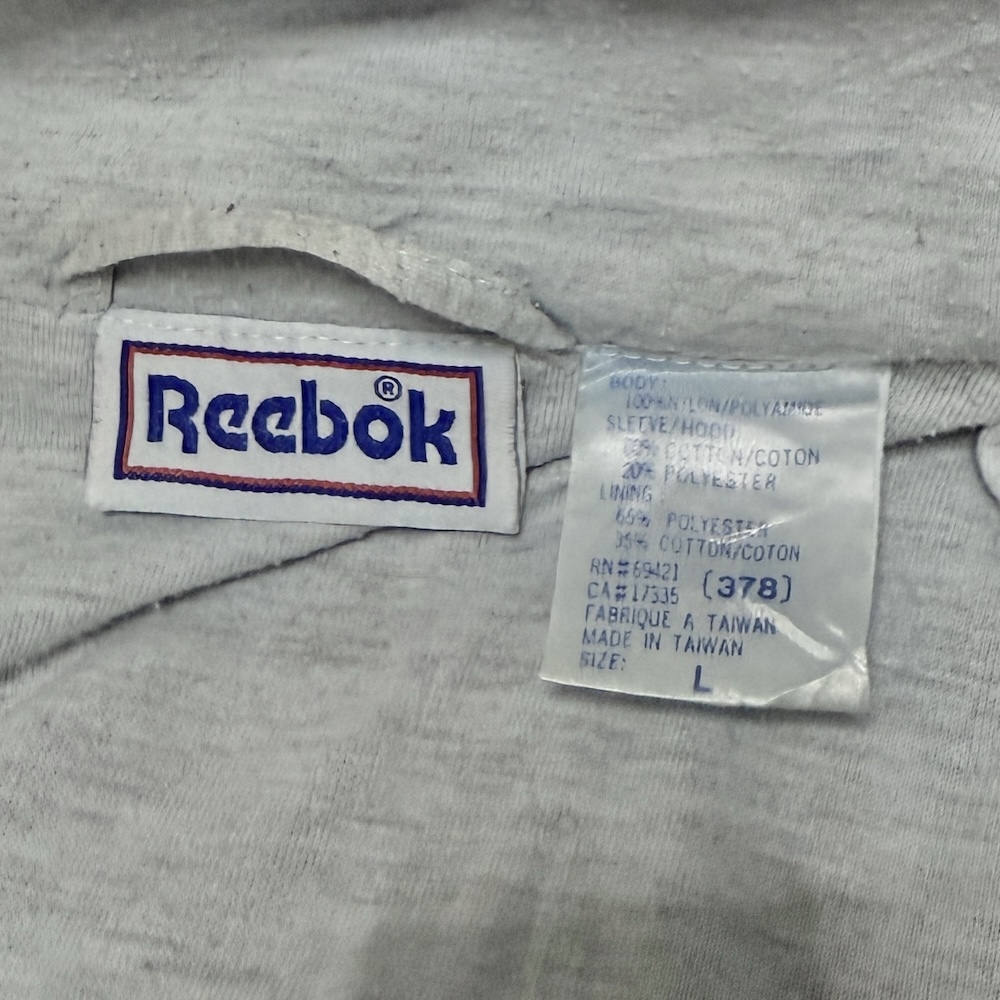 Reebok®
BODY:
100% NYLON/POLYAMIDE
SLEEVE/HOOD:
80% COTTON/COTON
20% POLYESTER
LINING:
65% POLYESTER
35% COTTON/COTON
RN#69421 (378)
CA#17335
FABRIQUE A TAIWAN
MADE IN TAIWAN
SIZE: L